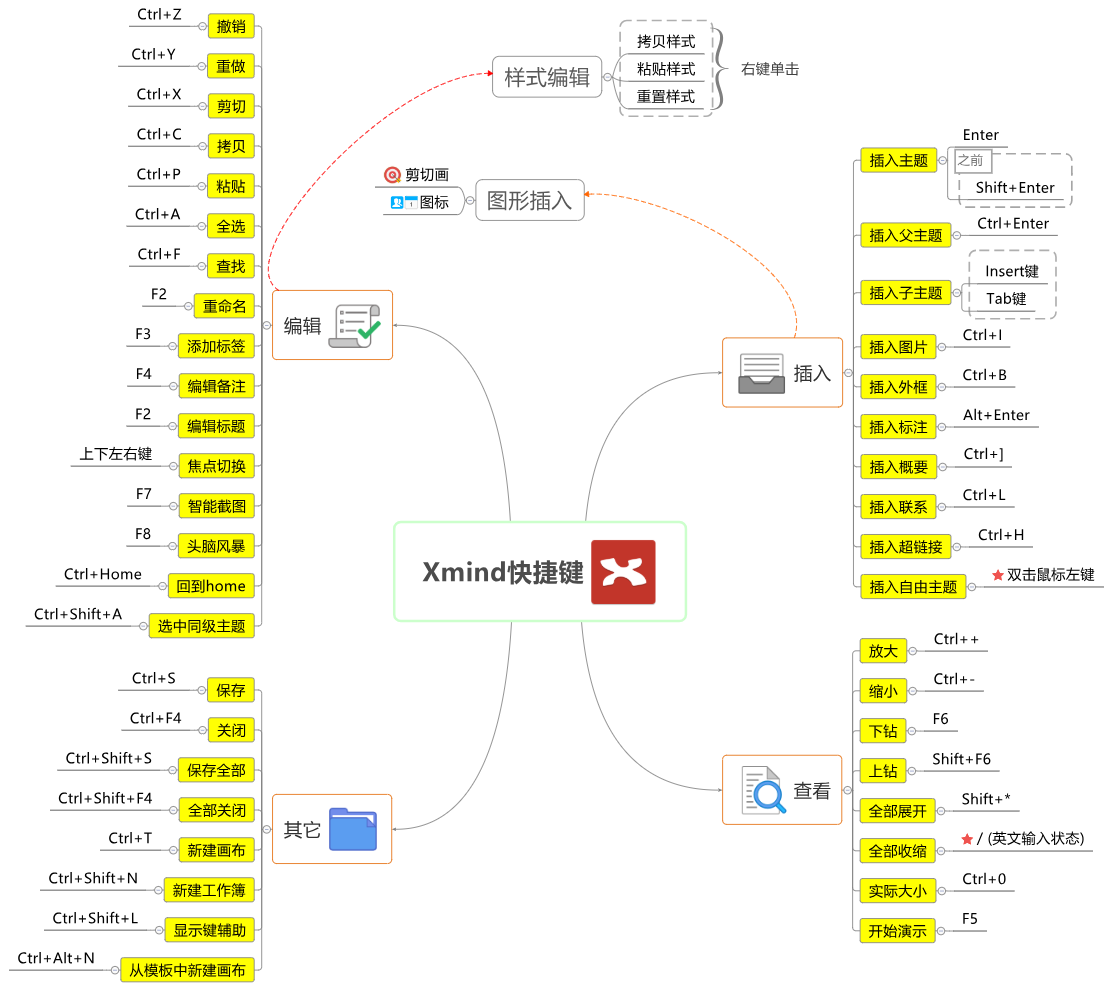 Xmind快捷键
编辑
撤销
Ctrl+Z
重做
Ctrl+Y
剪切
Ctrl+X
拷贝
Ctrl+C
粘贴
Ctrl+P
全选
Ctrl+A
查找
Ctrl+F
重命名
F2
添加标签
F3
编辑备注
F4
编辑标题
F2
焦点切换
上下左右键
智能截图
F7
头脑风暴
F8
回到home
Ctrl+Home
选中同级主题
Ctrl+Shift+A
样式编辑
拷贝样式
粘贴样式
重置样式
右键单击
图形插入
剪切画
图标
1
插入
插入主题
Enter
之前
Shift+Enter
插入父主题
Ctrl+Enter
插入子主题
Insert键
Tab键
插入图片
Ctrl+I
插入外框
Ctrl+B
插入标注
Alt+Enter
插入概要
Ctrl+]
插入联系
Ctrl+L
插入超链接
Ctrl+H
插入自由主题
双击鼠标左键
其它
保存
Ctrl+S
关闭
Ctrl+F4
保存全部
Ctrl+Shift+S
全部关闭
Ctrl+Shift+F4
新建画布
Ctrl+T
新建工作簿
Ctrl+Shift+N
显示键辅助
Ctrl+Shift+L
从模板中新建画布
Ctrl+Alt+N
查看
放大
Ctrl++
缩小
Ctrl+-
下钻
F6
上钻
Shift+F6
全部展开
Shift+*
全部收缩
/ (英文输入状态)
实际大小
Ctrl+0
开始演示
F5